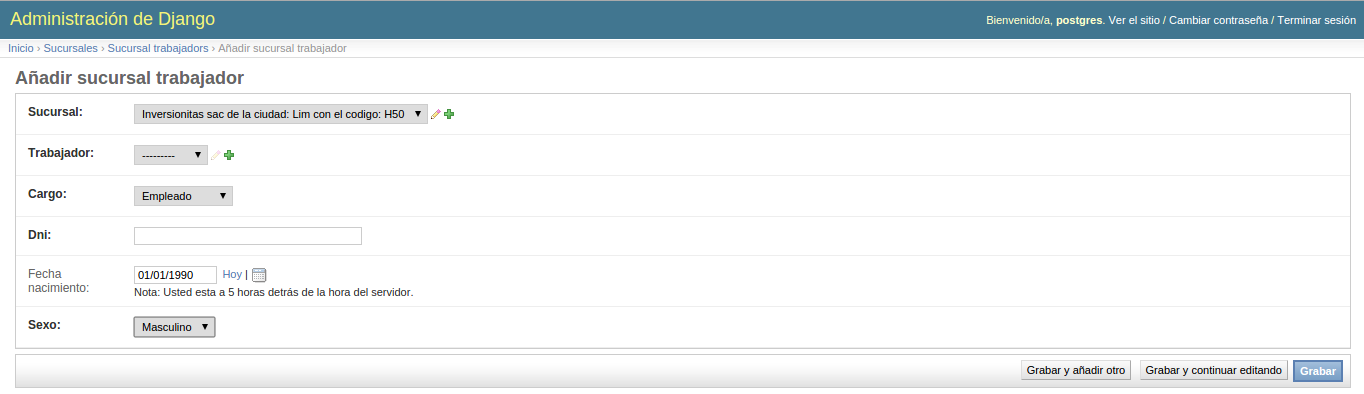 Administración de Django
Bienvenido/a, postgres. Ver el sitio / Cambiar contraseña / Terminar sesión
Inicio › Sucursales › Sucursal trabajadors › Añadir sucursal trabajador
Añadir sucursal trabajador
Sucursal: Inversionitas sac de la ciudad: Lim con el codigo: H50
Trabajador: ---------
Cargo: Empleado
Dni:
Fecha nacimiento: 01/01/1990 Hoy |
Nota: Usted esta a 5 horas detrás de la hora del servidor.
Sexo: Masculino
Grabar y añadir otro Grabar y continuar editando Grabar